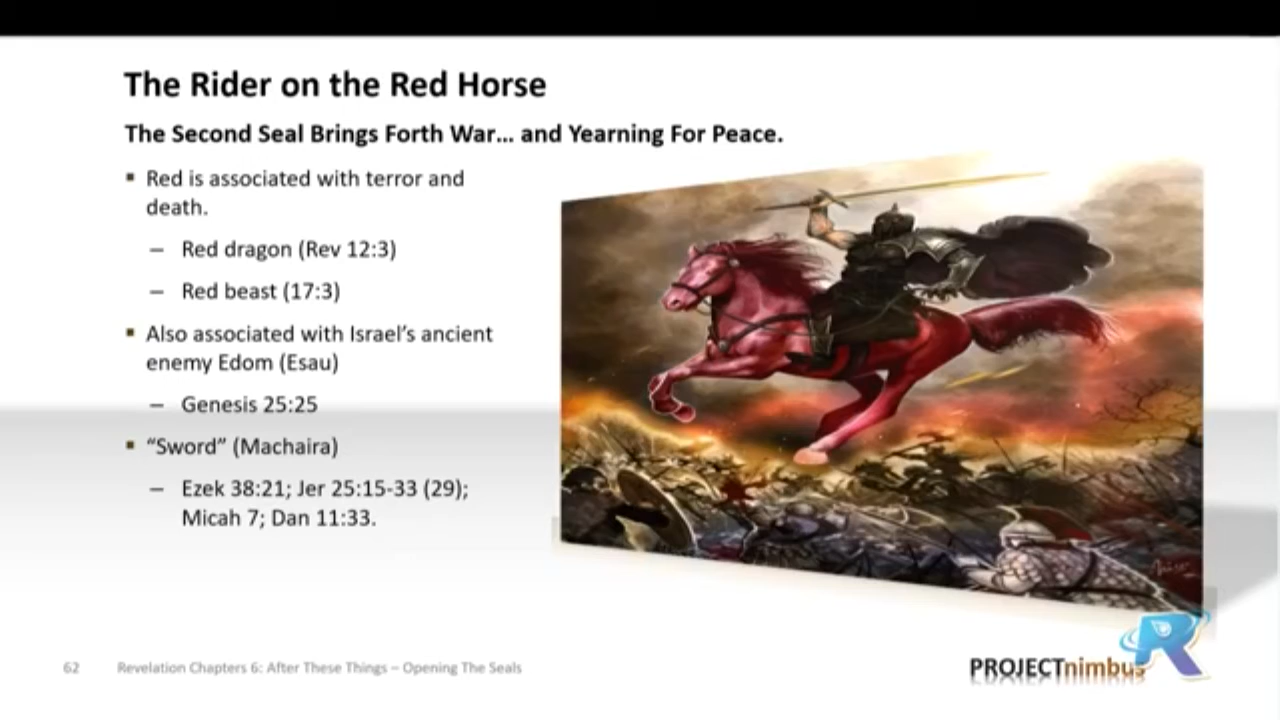 The Rider on the Red Horse
The Second Seal Brings Forth War... and Yearning For Peace.
▪ Red is associated with terror and
death.
– Red dragon (Rev 12:3)
– Red beast (17:3)
▪ Also associated with Israel’s ancient
enemy Edom (Esau)
– Genesis 25:25
▪ “Sword” (Machaira)
– Ezek 38:21; Jer 25:15-33 (29);
Micah 7; Dan 11:33.
62 Revelation Chapters 6: After These Things – Opening The Seals
PROJECTnimbus